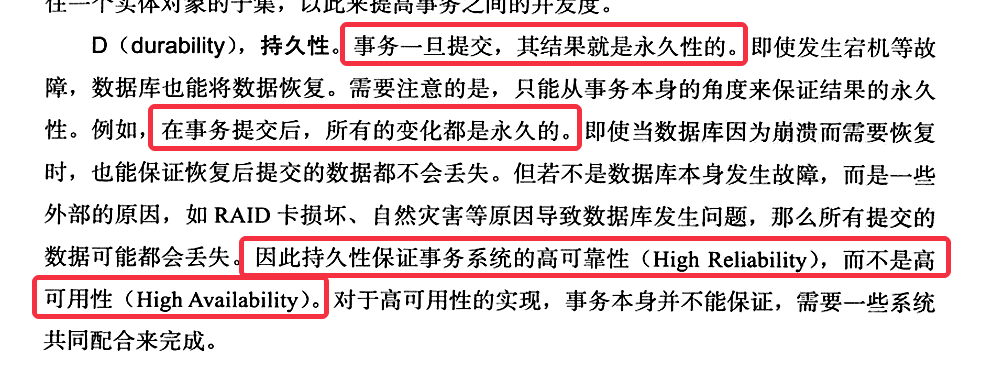 往一个实体对象的子集，以此来提高事务之间的并发度。
D（durability），持久性。事务一旦提交，其结果就是永久性的。即使发生宕机等故
障，数据库也能将数据恢复。需要注意的是，只能从事务本身的角度来保证结果的永久
性。例如，在事务提交后，所有的变化都是永久的。即使当数据库因为崩溃而需要恢复
时，也能保证恢复后提交的数据都不会丢失。但若不是数据库本身发生故障，而是一些
外部的原因，如 RAID 卡损坏、自然灾害等原因导致数据库发生问题，那么所有提交的
数据可能都会丢失。因此持久性保证事务系统的高可靠性（High Reliability），而不是高
可用性（High Availability）。对于高可用性的实现，事务本身并不能保证，需要一些系统
共同配合来完成。